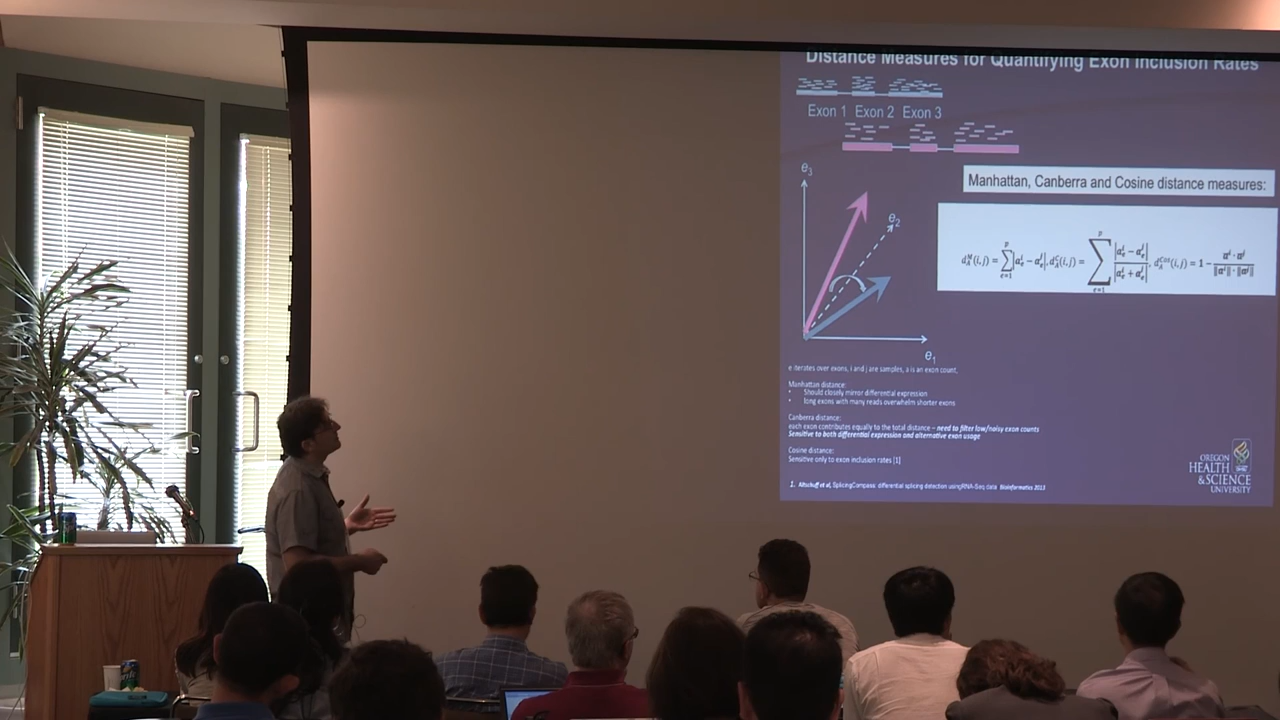 Distance Measures for Quantifying Exon Inclusion Rates
Exon 1 Exon 2 Exon 3
e3
e2
e1
Manhattan, Canberra and Cosine distance measures:
e iterates over exons, i and j are samples, a is an exon count,
Manhattan distance:
• Should closely mirror differential expression
• long exons with many reads overwhelm shorter exons
Canberra distance:
each exon contributes equally to the total distance – need to filter low/noisy exon counts
Sensitive to both differential expression and alternative exon usage
Cosine distance:
Sensitive only to exon inclusion rates [1]
SplicingCompass: differential splicing detection usingRNA-Seq data Bioinformatics 2013
OREGON
HEALTH
&SCIENCE
UNIVERSITY